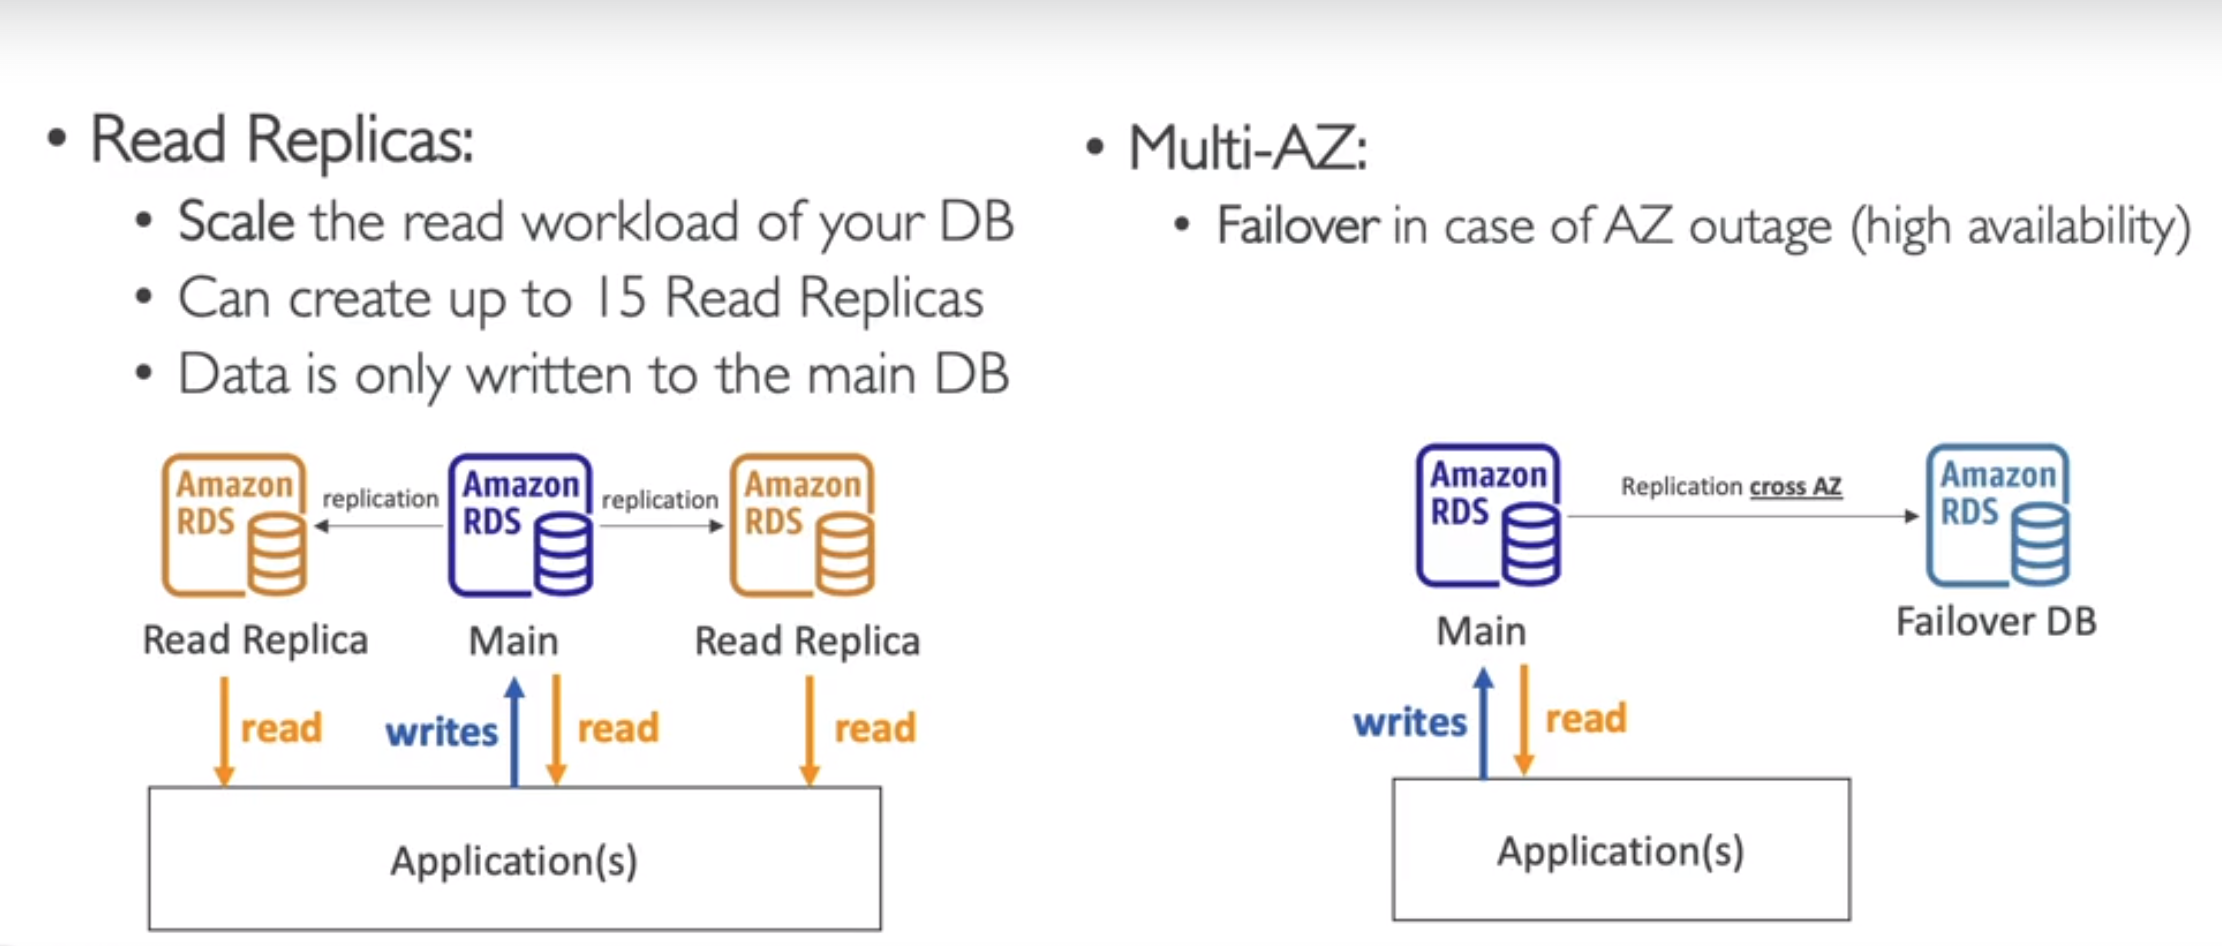 • Read Replicas:
• Scale the read workload of your DB
• Can create up to 15 Read Replicas
• Data is only written to the main DB
Amazon
RDS
replication
Amazon
RDS
replication
Amazon
RDS
Read Replica
Main
Read Replica
read
writes
read
read
Application(s)
• Multi-AZ:
• Failover in case of AZ outage (high availability)
Amazon
RDS
Replication cross AZ
Amazon
RDS
Main
Failover DB
writes
read
Application(s)